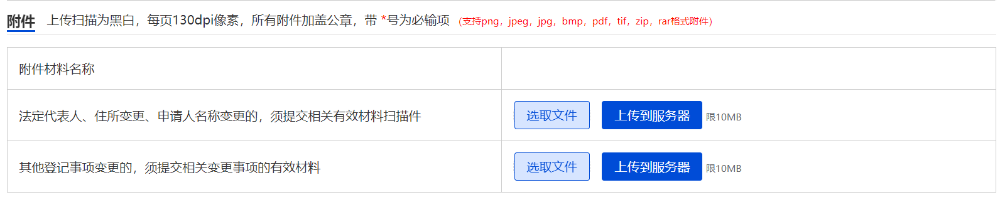 附件 上传扫描为黑白，每页130dpi像素，所有附件加盖公章，带 *号为必输项 (支持png，jpeg，jpg，bmp，pdf，tif，zip，rar格式附件)
附件材料名称
法定代表人、住所变更、申请人名称变更的，须提交相关有效材料扫描件 选取文件 上传到服务器 限10MB
其他登记事项变更的，须提交相关变更事项的有效材料 选取文件 上传到服务器 限10MB